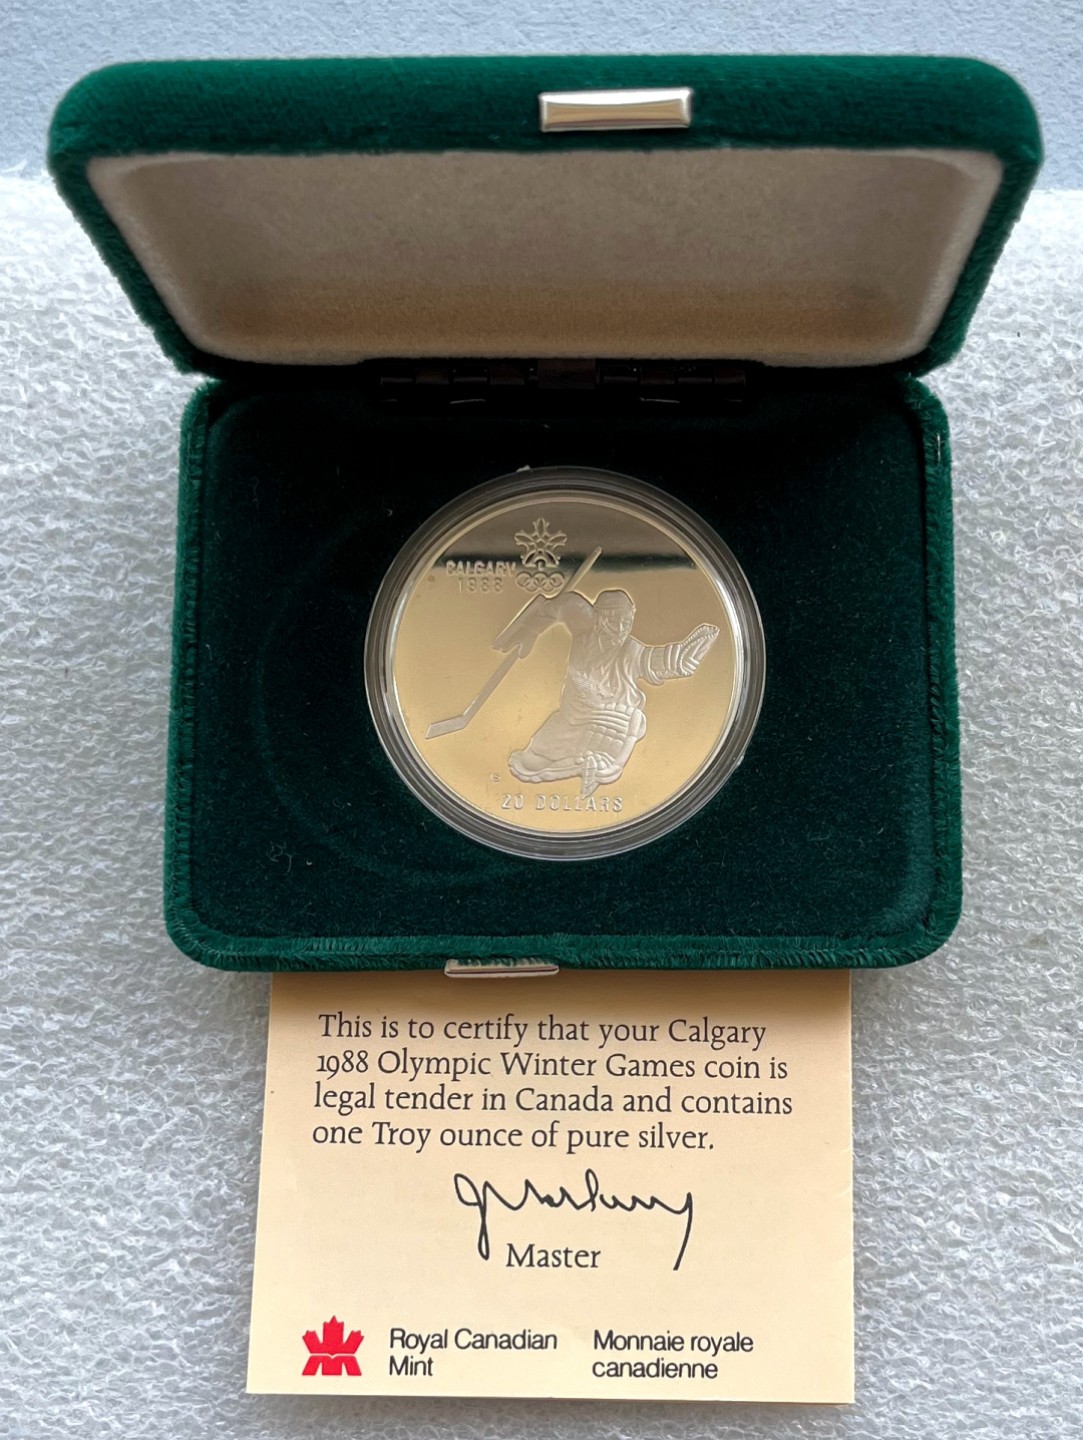 CALGARY
1988
20 DOLLARS
This is to certify that your Calgary
1988 Olympic Winter Games coin is
legal tender in Canada and contains
one Troy ounce of pure silver.
Master
Royal Canadian
Mint
Monnaie royale
canadienne